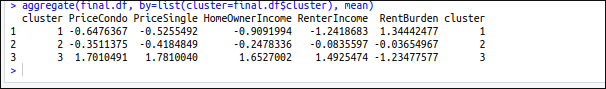 > aggregate(final.df, by=list(cluster=final.df$cluster), mean)
cluster PriceCondo PriceSingle HomeOwnerIncome RenterIncome RentBurden cluster
1 1 -0.6476367 -0.5255492 -0.9091994 -1.2418683 1.34442477 1
2 2 -0.3511375 -0.4184849 -0.2478336 -0.0835597 -0.03654967 2
3 3 1.7010491 1.7810040 1.6527002 1.4925474 -1.23477577 3
>